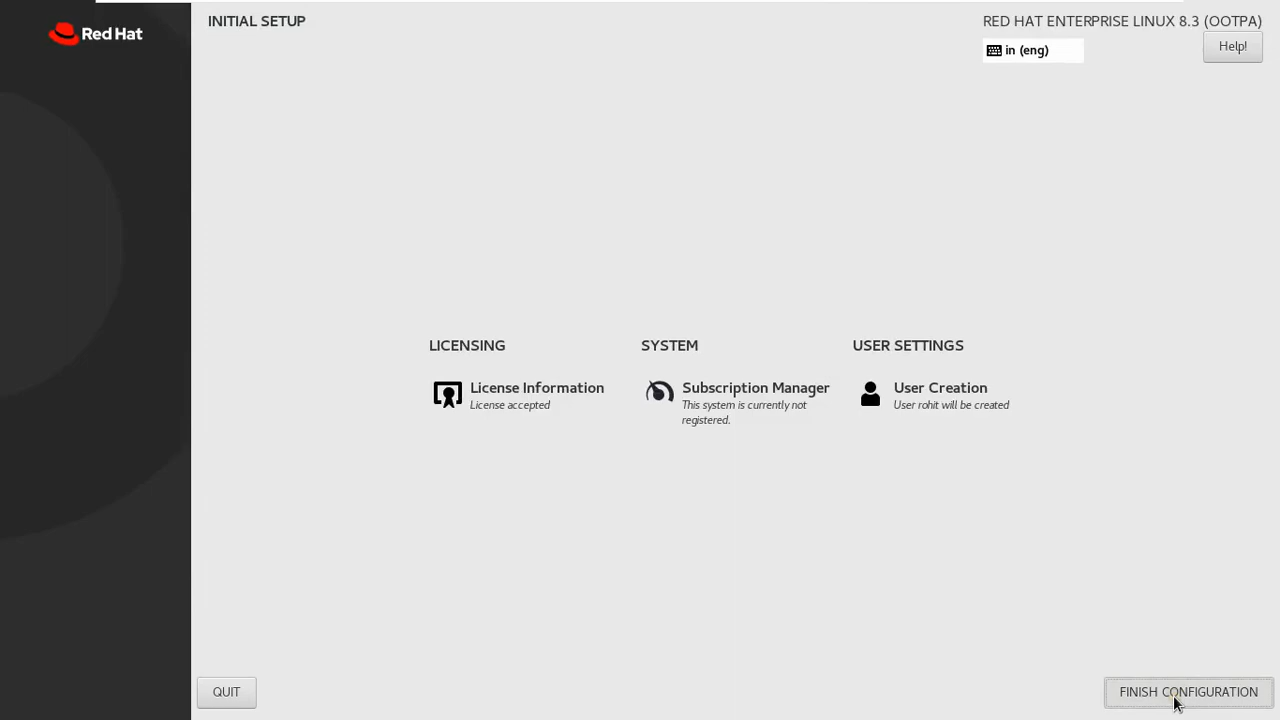 Red Hat
INITIAL SETUP
RED HAT ENTERPRISE LINUX 8.3 (OOTPA)
in (eng)
Help!
LICENSING
License Information
License accepted
SYSTEM
Subscription Manager
This system is currently not
registered.
USER SETTINGS
User Creation
User rohit will be created
QUIT
FINISH CONFIGURATION